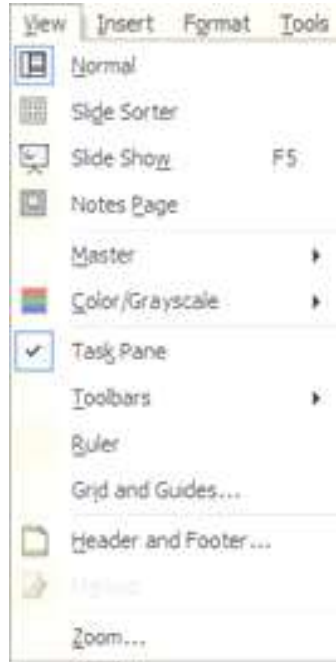 View Insert Format Tools
Normal
Slide Sorter
Slide Show F5
Notes Page
Master
Color/Grayscale
Task Pane
Toolbars
Ruler
Grid and Guides...
Header and Footer...
Zoom...